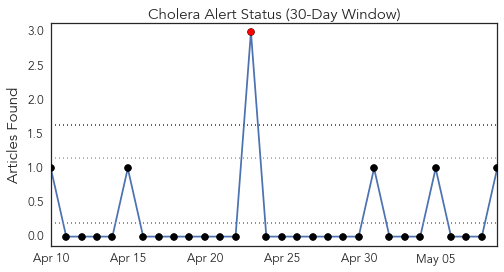 Cholera Alert Status (30-Day Window)
3.0
2.5
2.0
1.5
1.0
0.5
0.0
Articles Found
Apr 10 Apr 15 Apr 20 Apr 25 Apr 30 May 05